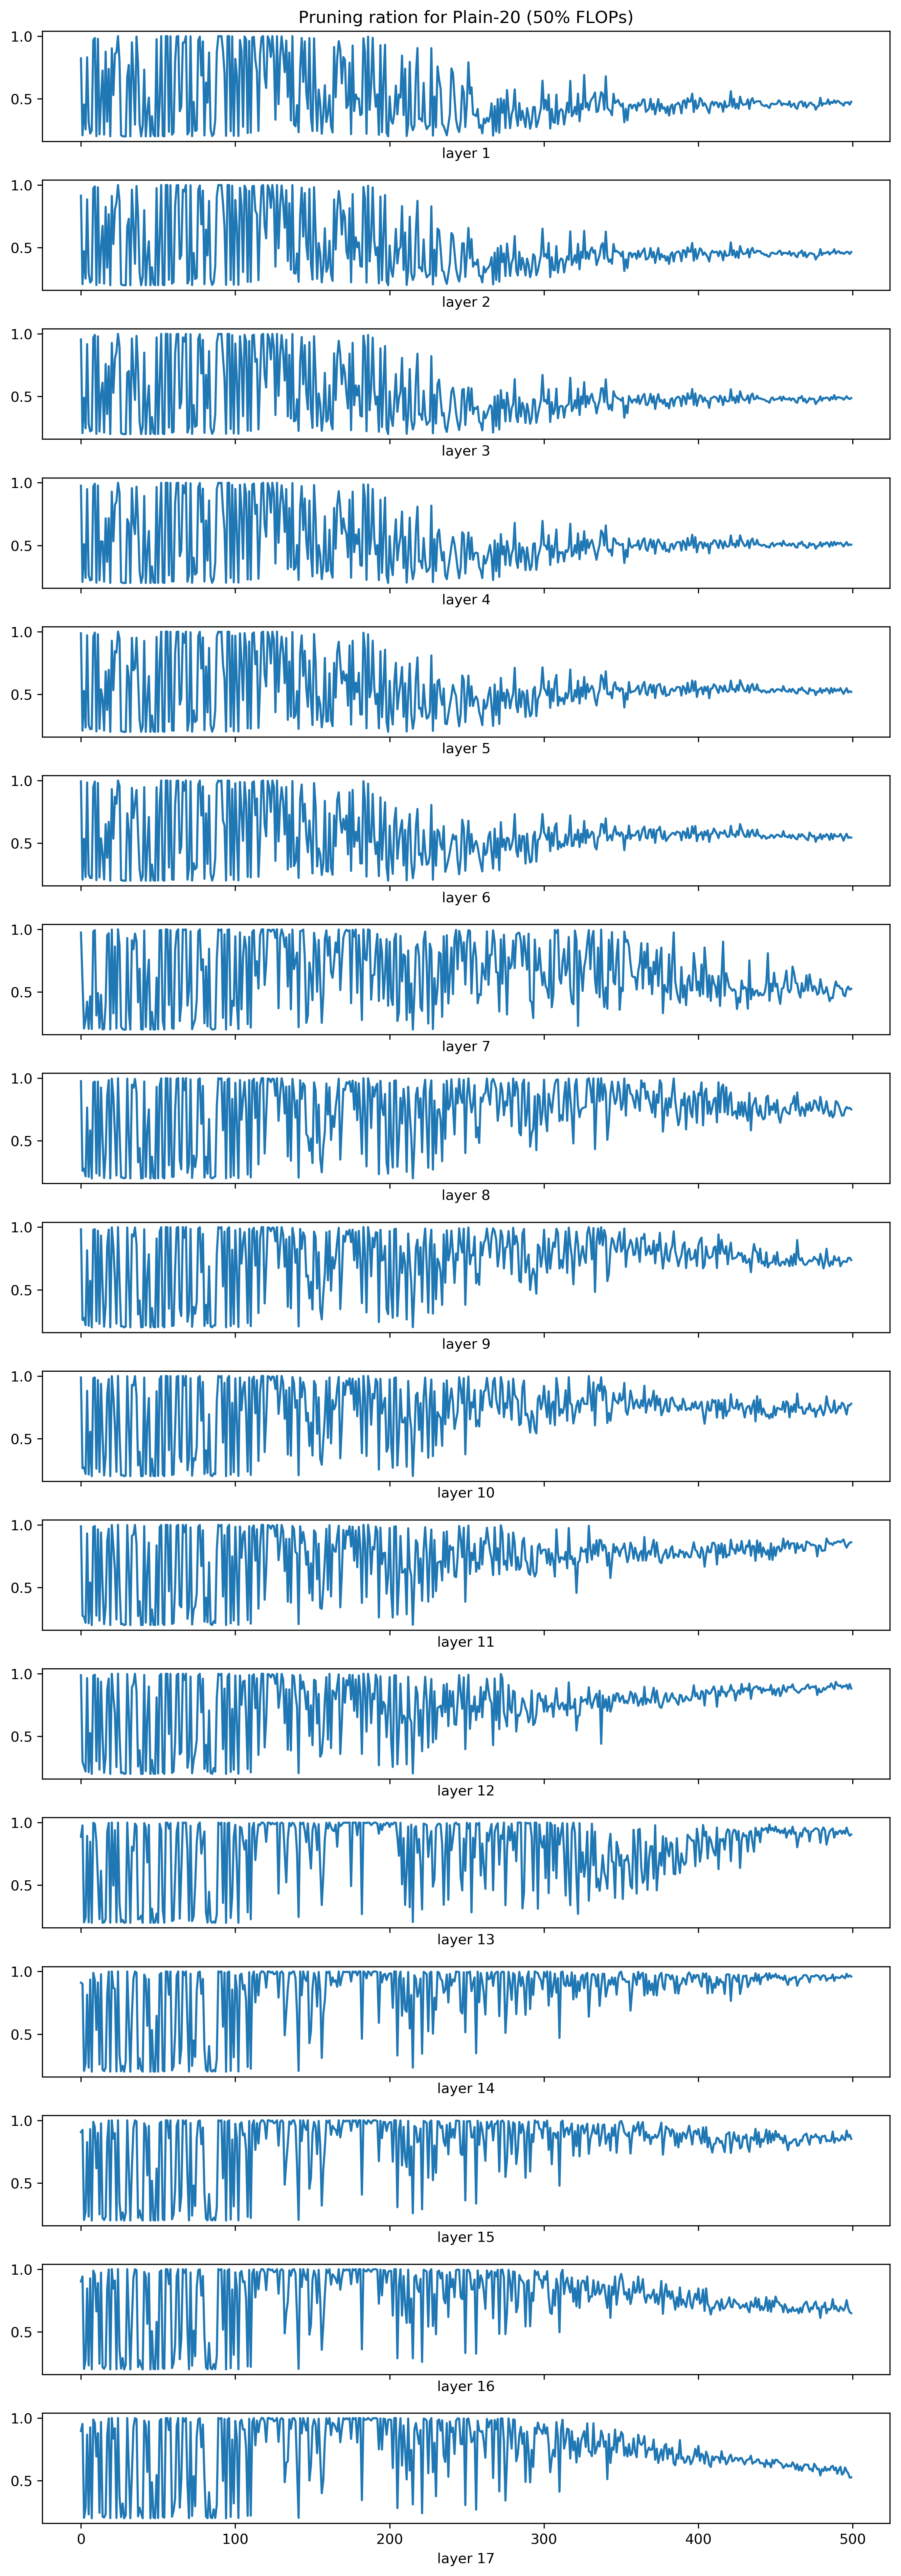 Pruning ration for Plain-20 (50% FLOPs)
1.0
0.5
layer 1
1.0
0.5
layer 2
1.0
0.5
layer 3
1.0
0.5
layer 4
1.0
0.5
layer 5
1.0
0.5
layer 6
1.0
0.5
layer 7
1.0
0.5
layer 8
1.0
0.5
layer 9
1.0
0.5
layer 10
1.0
0.5
layer 11
1.0
0.5
layer 12
1.0
0.5
layer 13
1.0
0.5
layer 14
1.0
0.5
layer 15
1.0
0.5
layer 16
1.0
0.5
0 100 200 300 400 500
layer 17